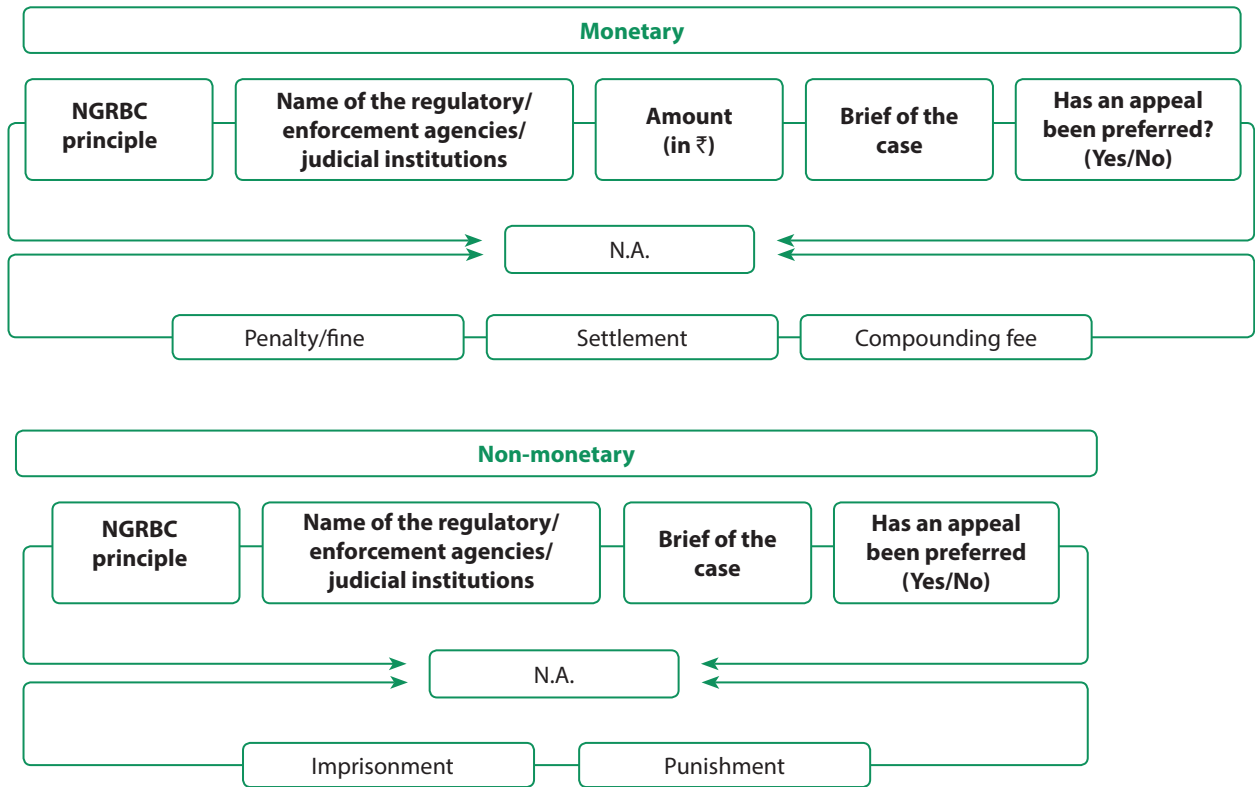 Monetary
NGRBC
principle
Name of the regulatory/
enforcement agencies/
judicial institutions
Amount
(in ₹)
Brief of the
case
Has an appeal
been preferred?
(Yes/No)
N.A.
Penalty/fine
Settlement
Compounding fee
Non-monetary
NGRBC
principle
Name of the regulatory/
enforcement agencies/
judicial institutions
Brief of the
case
Has an appeal
been preferred
(Yes/No)
N.A.
Imprisonment
Punishment